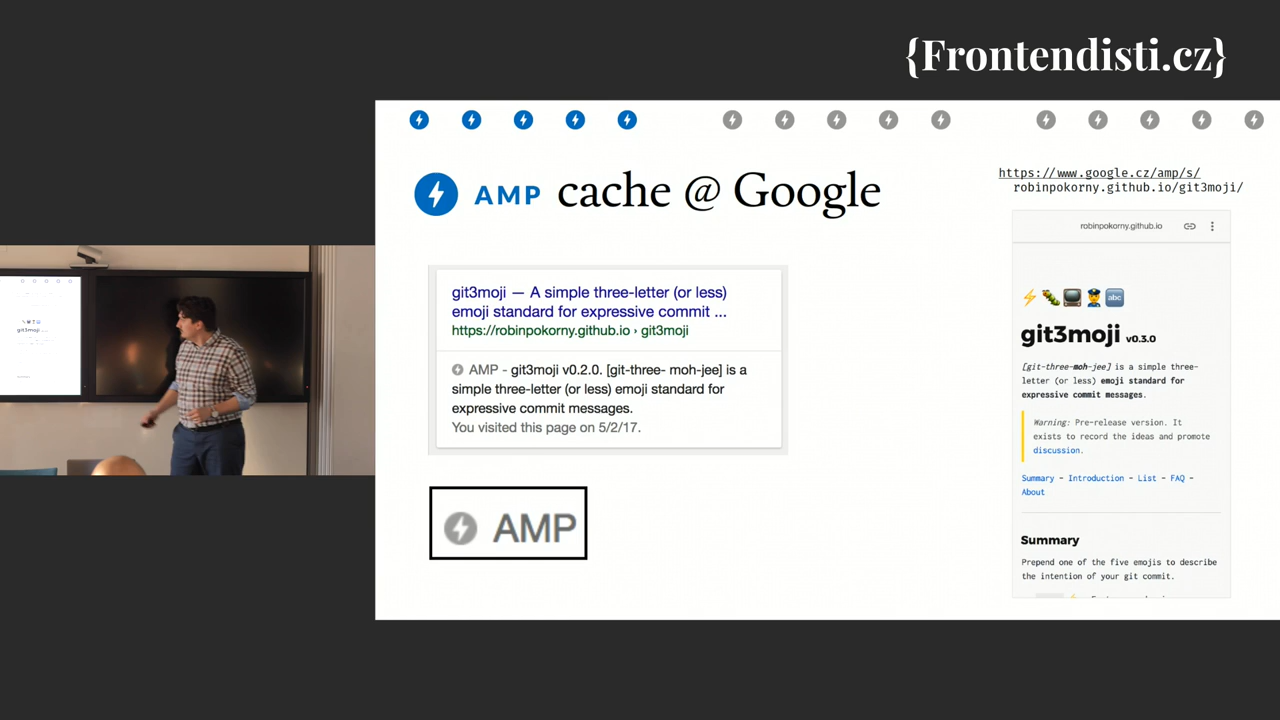 {Frontendisti.cz}
AMP cache @ Google
https://www.google.cz/amp/s/
robinpokorny.github.io/git3moji/
git3moji — A simple three-letter (or less)
emoji standard for expressive commit ...
https://robinpokorny.github.io › git3moji
AMP - git3moji v0.2.0. [git-three- moh-jee] is a
simple three-letter (or less) emoji standard for
expressive commit messages.
You visited this page on 5/2/17.
AMP
robinpokorny.github.io
abc
git3moji v0.3.0
[git-three-moh-jee] is a simple three-
letter (or less) emoji standard for
expressive commit messages.
Warning: Pre-release version. It
exists to record the ideas and promote
discussion.
Summary – Introduction – List – FAQ –
About
Summary
Prepend one of the five emojis to describe
the intention of your git commit.
git3moji